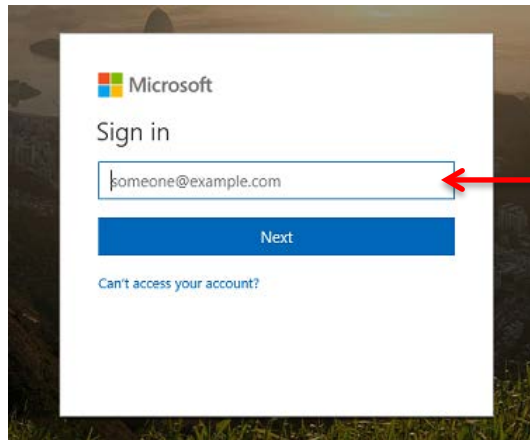 Microsoft
Sign in
someone@example.com
Next
Can't access your account?